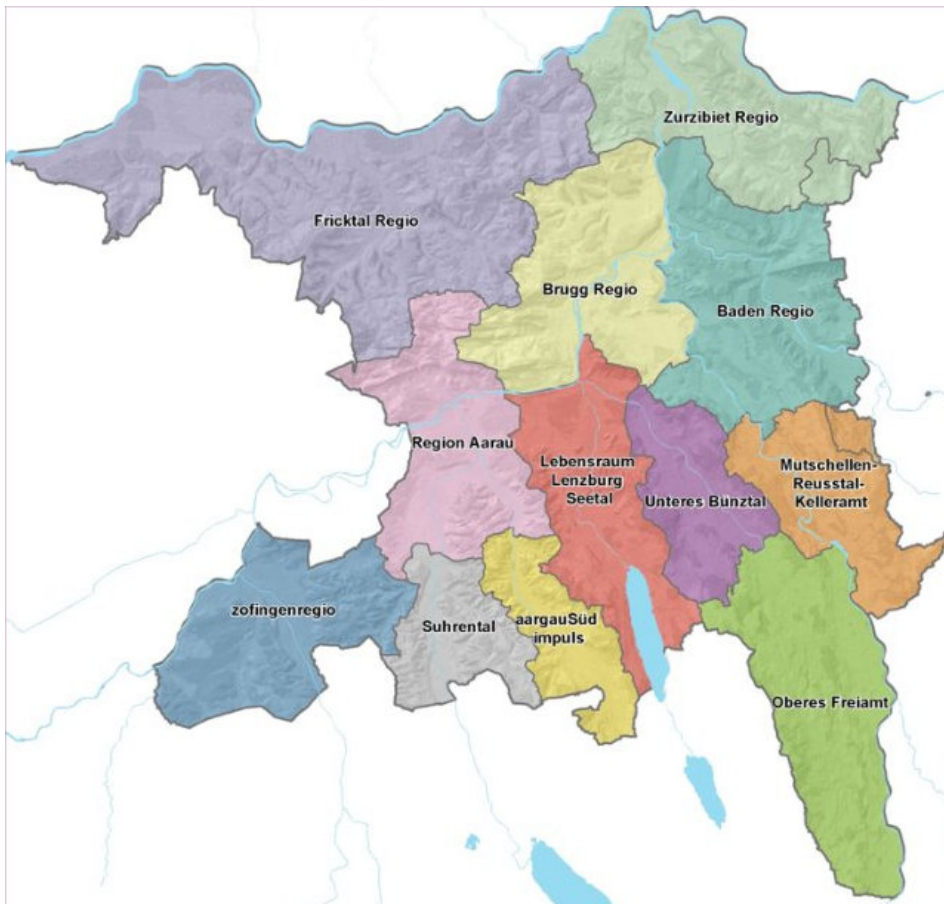 Zurzibiet Regio
Fricktal Regio
Brugg Regio
Baden Regio
Region Aarau
Lebensraum
Lenzburg
Seetal
Unteres Bünztal
Mutschellen-
Reusstal-
Kelleramt
zofingenregio
Suhrental
aargauSüd
impuls
Oberes Freiamt